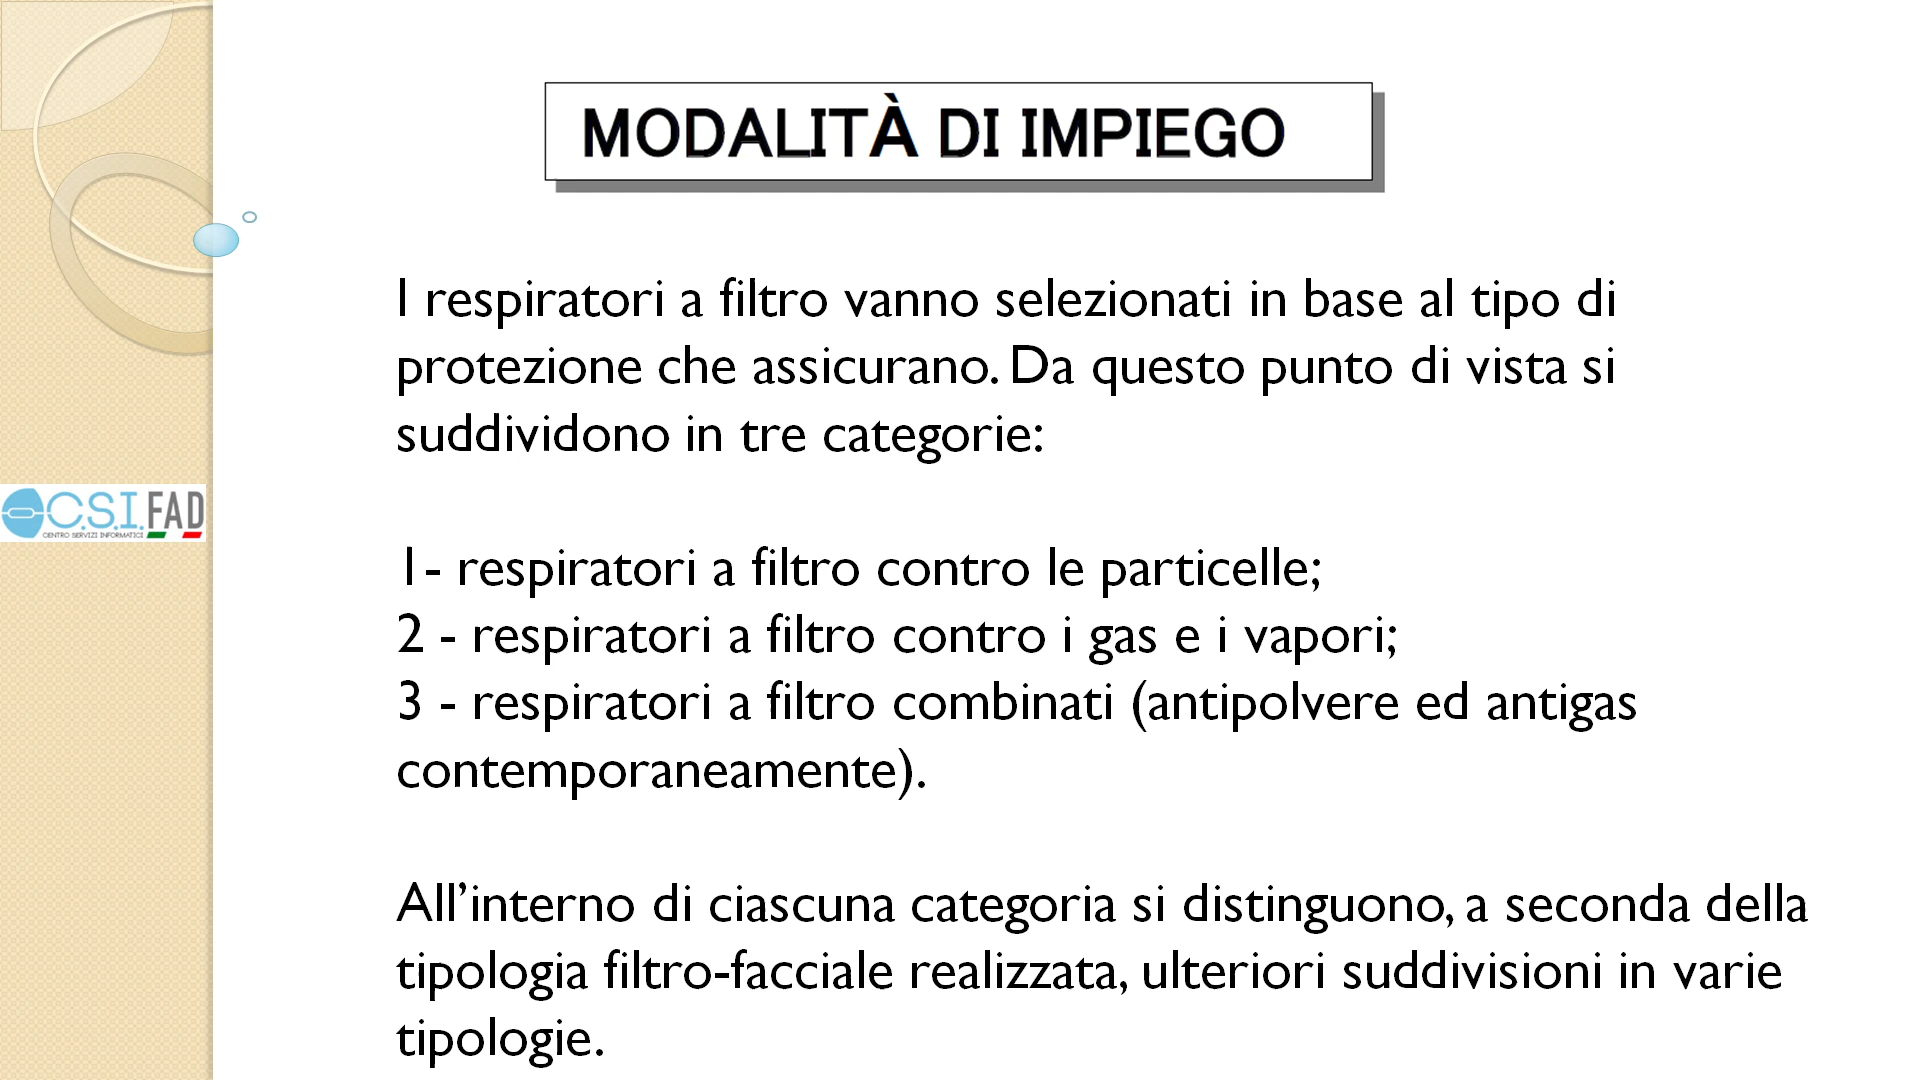 MODALITÀ DI IMPIEGO
I respiratori a filtro vanno selezionati in base al tipo di
protezione che assicurano. Da questo punto di vista si
suddividono in tre categorie:
1- respiratori a filtro contro le particelle;
2 - respiratori a filtro contro i gas e i vapori;
3 - respiratori a filtro combinati (antipolvere ed antigas
contemporaneamente).
All’interno di ciascuna categoria si distinguono, a seconda della
tipologia filtro-facciale realizzata, ulteriori suddivisioni in varie
tipologie.
C.S.I. FAD
CENTRO SERVIZI INFORMATICI